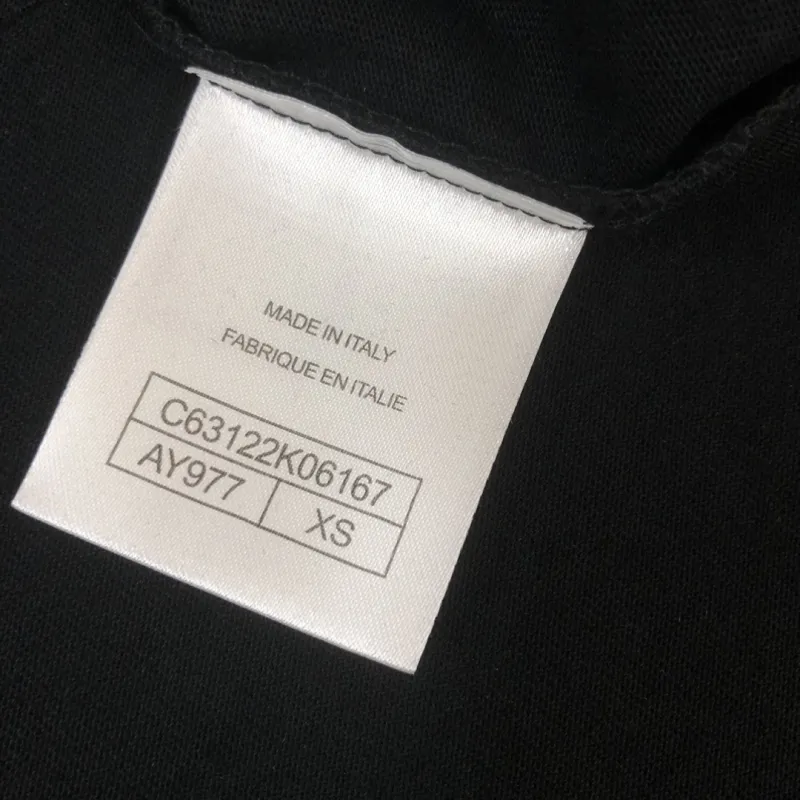 MADE IN ITALY
FABRIQUE EN ITALIE
C63122K06167
AY977 XS